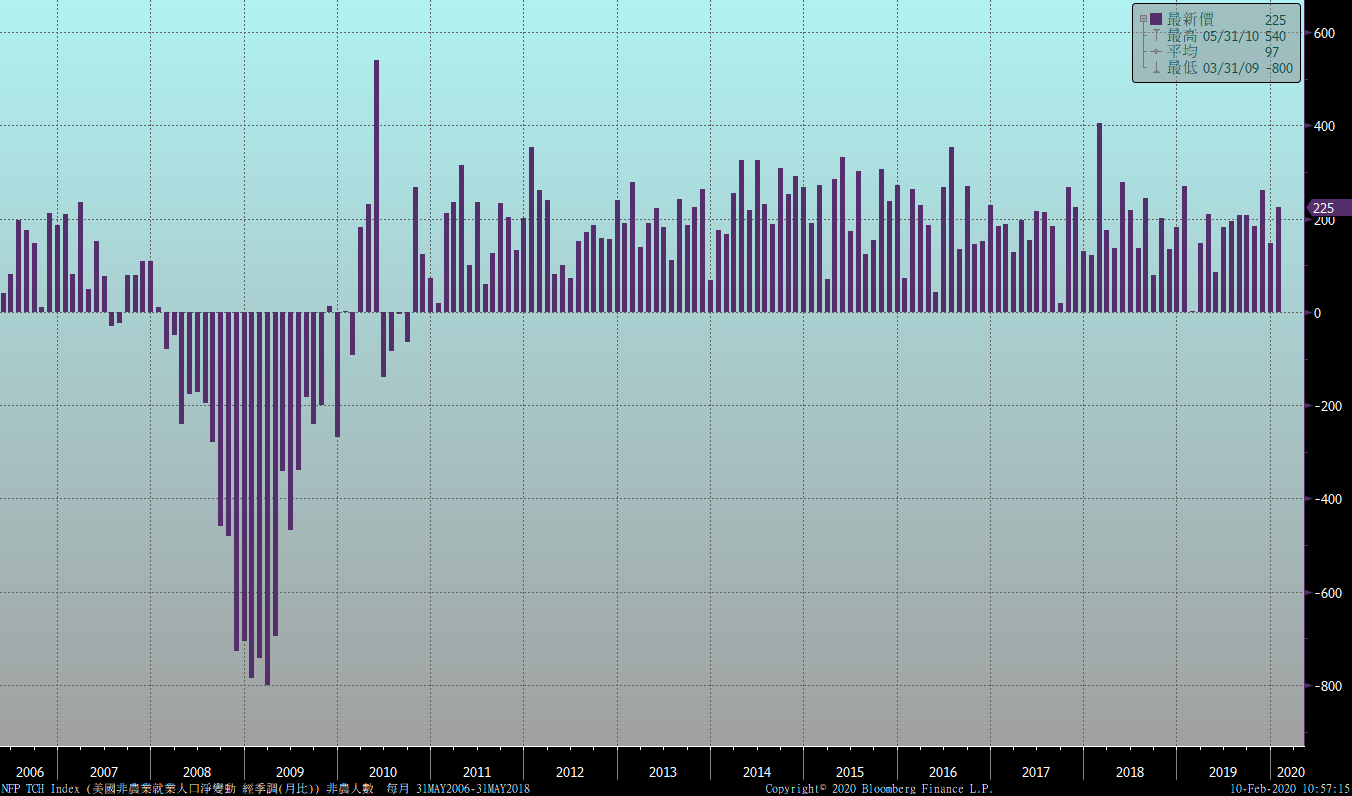 最新價 225
最高 05/31/10 540
平均 97
最低 03/31/09 -800
600
400
225
200
0
-200
-400
-600
-800
2006 2007 2008 2009 2010 2011 2012 2013 2014 2015 2016 2017 2018 2019 2020
NFP TCH Index (美國非農業就業人口淨變動 經季調(月比)) 非農人數 每月 31MAY2006-31MAY2018 Copyright© 2020 Bloomberg Finance L.P. 10-Feb-2020 10:57:15